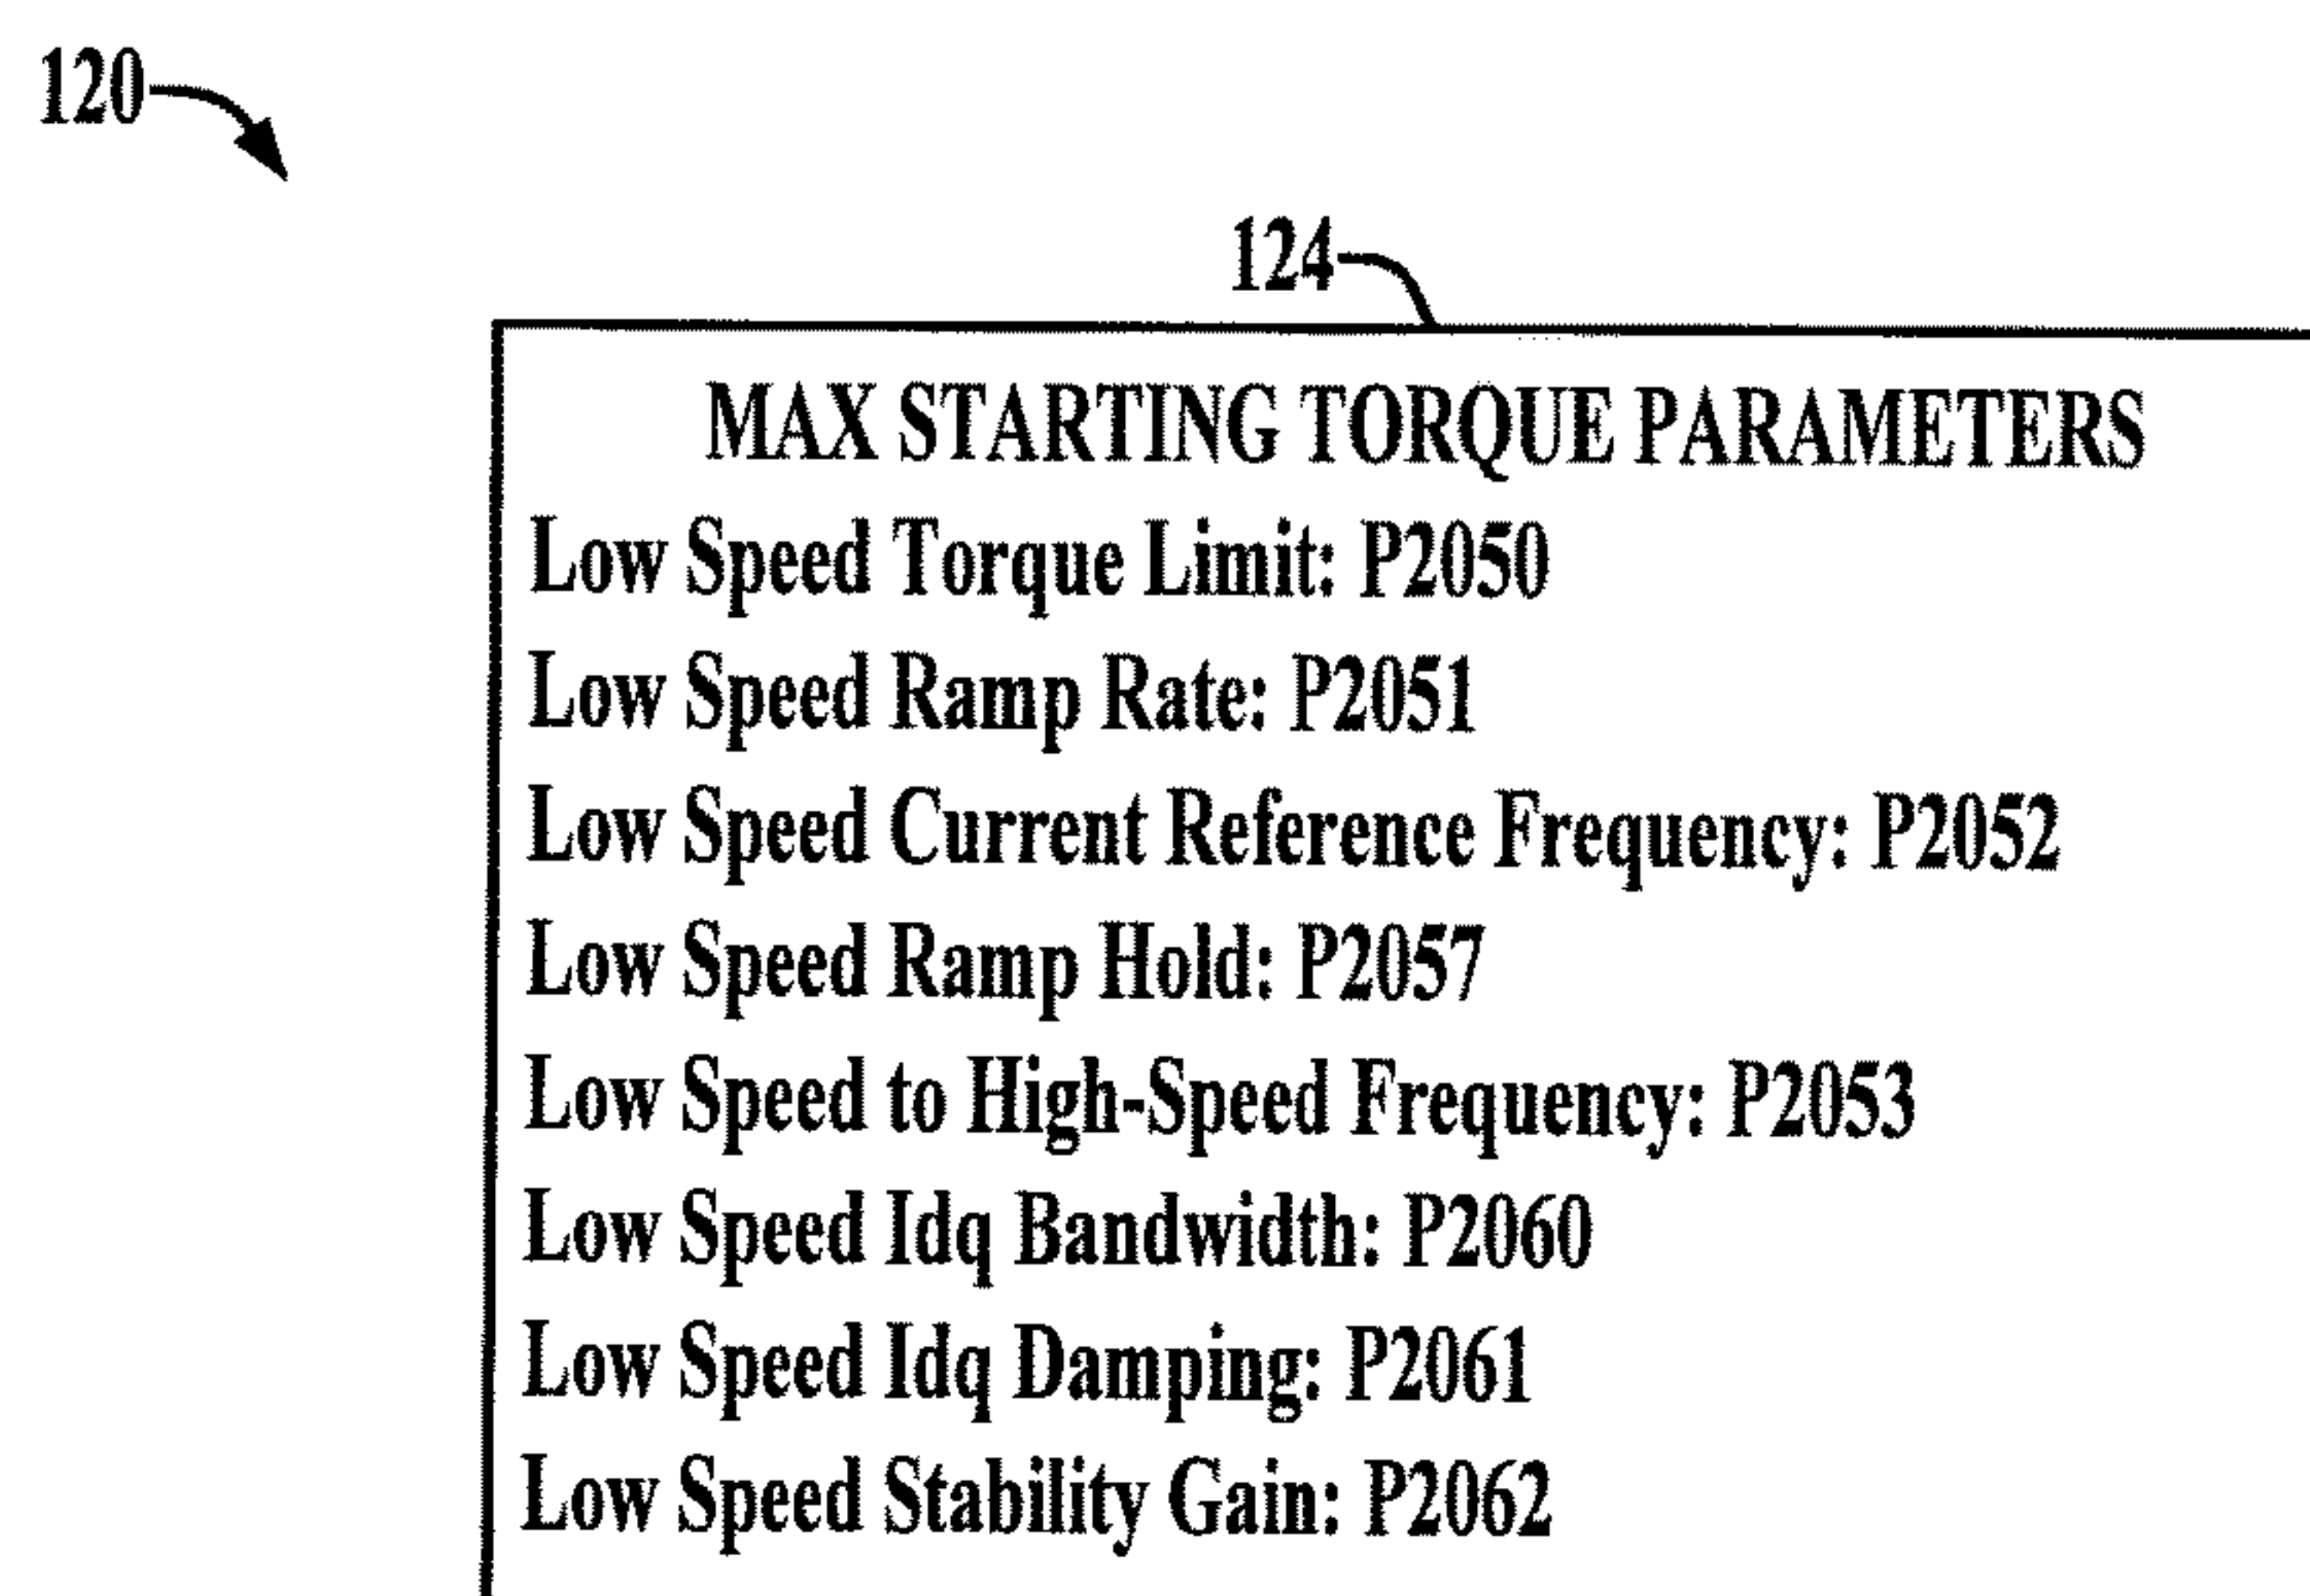 120
124
MAX STARTING TORQUE PARAMETERS
Low Speed Torque Limit: P2050
Low Speed Ramp Rate: P2051
Low Speed Current Reference Frequency: P2052
Low Speed Ramp Hold: P2057
Low Speed to High-Speed Frequency: P2053
Low Speed Idq Bandwidth: P2060
Low Speed Idq Damping: P2061
Low Speed Stability Gain: P2062